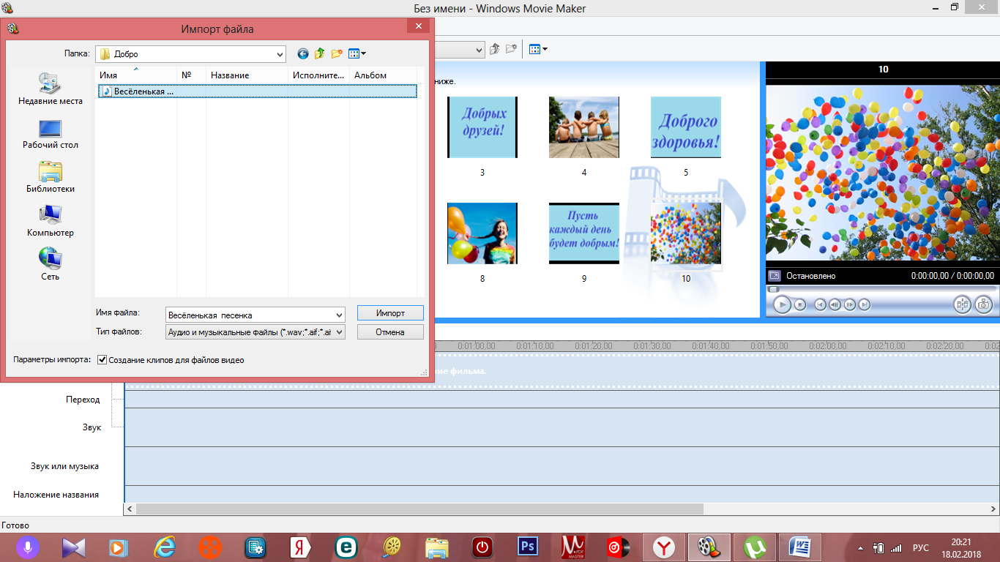 Без имени - Windows Movie Maker
Импорт файла
Папка:
Добро
Имя
№
Название
Исполните...
Альбом
Весёленькая ...
Недавние места
Рабочий стол
Библиотеки
Компьютер
Сеть
Имя файла:
Весёленькая песенка
Импорт
Тип файлов:
Аудио и музыкальные файлы (*.wav;*.aif;*.aif
Отмена
Параметры импорта:
Создание клипов для файлов видео
ниже.
Добрых
друзей!
3
4
Доброго
здоровья!
5
8
Пусть
каждый день
будет добрым!
9
10
10
Остановлено
0:00:00,00 / 0:00:00,00
0:01:00,00
0:01:10,00
0:01:20,00
0:01:30,00
0:01:40,00
0:01:50,00
0:02:00,00
0:02:10,00
0:02:20,00
фильма.
Переход
Звук
Звук или музыка
Наложение названия
Готово
Я
Ps
PDF
MASTER
Y
W
РУС
20:21
18.02.2018